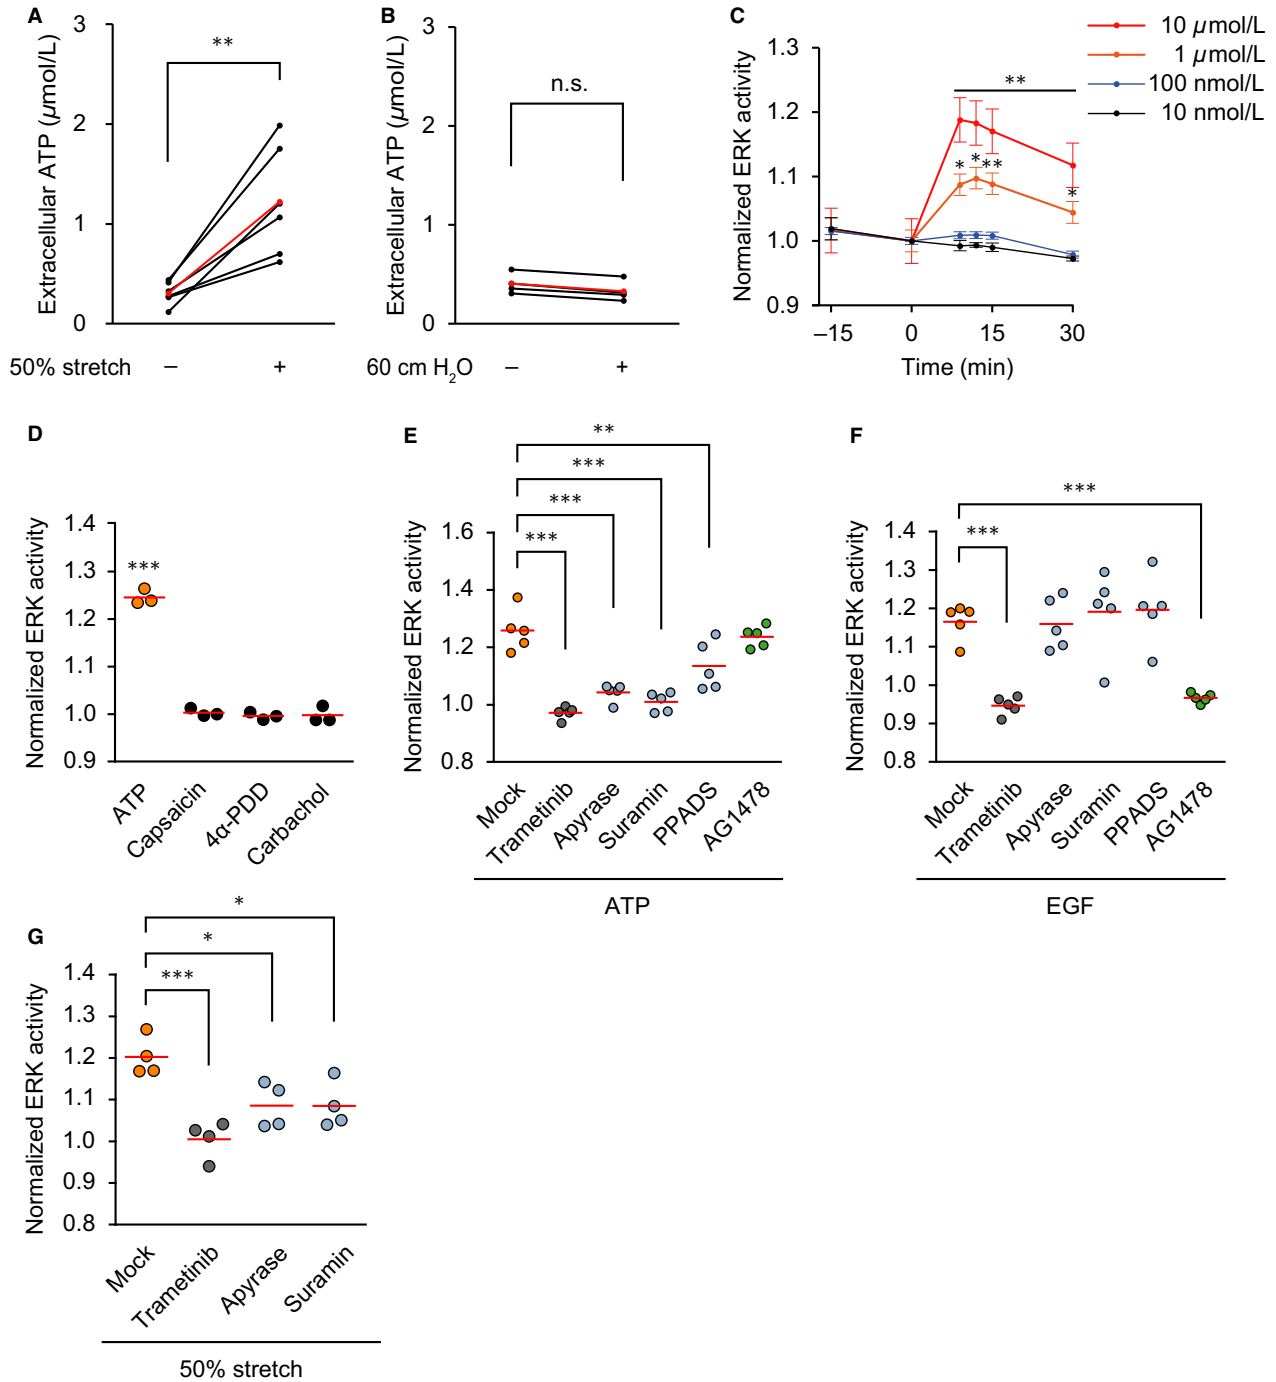 A
Extracellular ATP (µmol/L)
3
2
1
0
**
50% stretch
–
+
B
Extracellular ATP (µmol/L)
3
2
1
0
n.s.
60 cm H2O
–
+
C
Normalized ERK activity
1.3
1.2
1.1
1.0
0.9
**
* * **
*
–15
0
15
30
Time (min)
10 µmol/L
1 µmol/L
100 nmol/L
10 nmol/L
D
Normalized ERK activity
1.4
1.3
1.2
1.1
1.0
0.9
***
ATP
Capsaicin
4α-PDD
Carbachol
E
Normalized ERK activity
1.6
1.4
1.2
1.0
0.8
**
***
***
***
Mock
Trametinib
Apyrase
Suramin
PPADS
AG1478
ATP
F
Normalized ERK activity
1.4
1.3
1.2
1.1
1.0
0.9
0.8
***
***
Mock
Trametinib
Apyrase
Suramin
PPADS
AG1478
EGF
G
Normalized ERK activity
1.4
1.3
1.2
1.1
1.0
0.9
0.8
*
*
***
Mock
Trametinib
Apyrase
Suramin
50% stretch